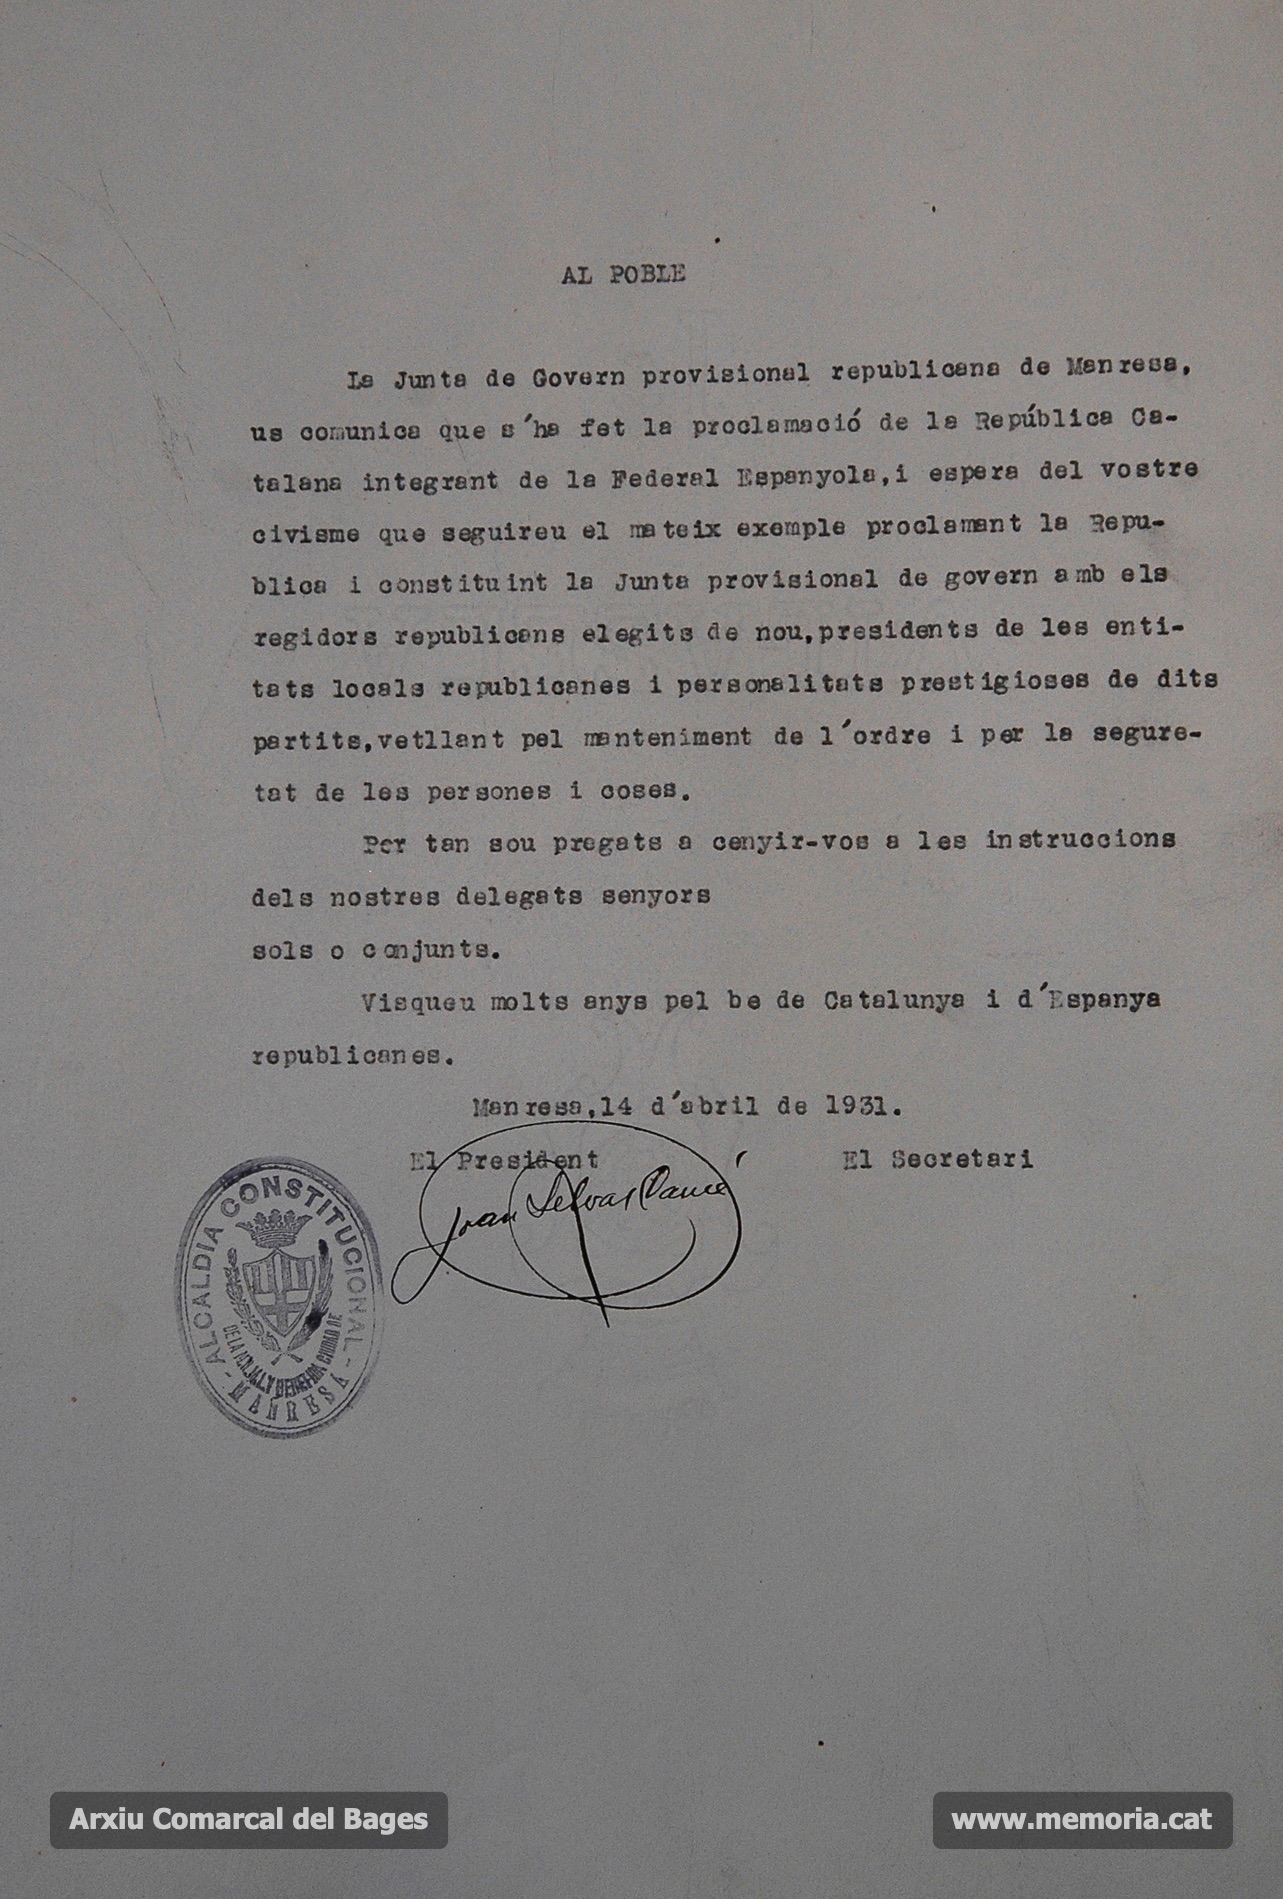 AL POBLE
La Junta de Govern provisional republicana de Manresa,
us comunica que s´ha fet la proclamació de la República Ca-
talana integrant de la Federal Espanyola,i espera del vostre
civisme que seguireu el mateix exemple proclamant la Repu-
blica i constituint la Junta provisional de govern amb els
regidors republicans elegits de nou,presidents de les enti-
tats locals republicanes i personalitats prestigioses de dits
partits,vetllant pel manteniment de l´ordre i per la segure-
tat de les persones i coses.
Per tan sou pregats a cenyir-vos a les instruccions
dels nostres delegats senyors
sols o conjunts.
Visqueu molts anys pel be de Catalunya i d´Espanya
republicanes.
Manresa,14 d´abril de 1931.
El President El Secretari
Joan Selvas
ALCALDIA CONSTITUCIONAL
DE LA Y BENEFICA CIUDAD DE
- MANRESA -
Arxiu Comarcal del Bages
www.memoria.cat